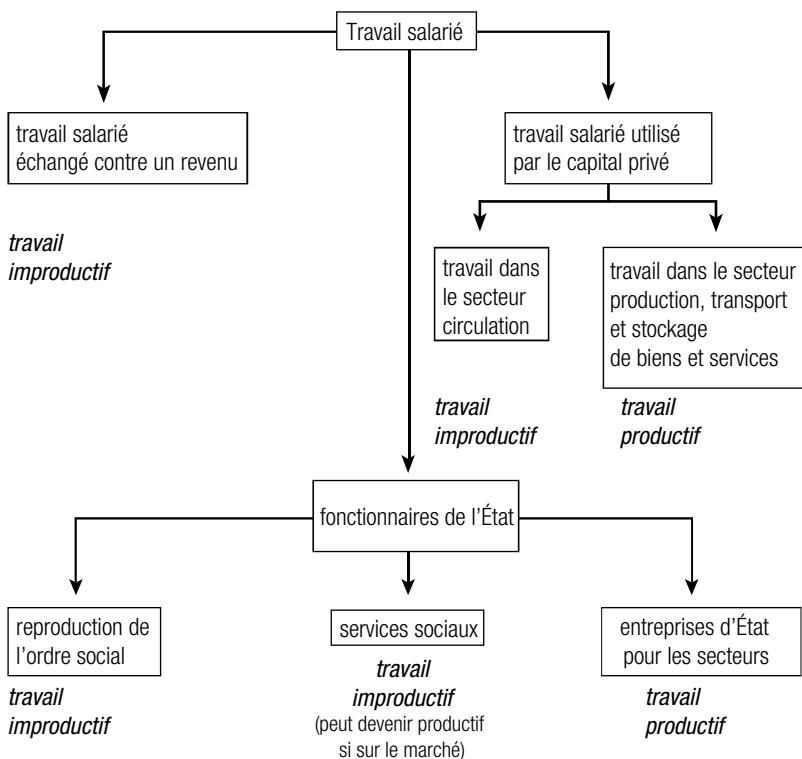 Travail salarié
travail salarié
échangé contre un revenu
travail
improductif
travail salarié utilisé
par le capital privé
travail dans
le secteur
circulation
travail
improductif
travail dans le secteur
production, transport
et stockage
de biens et services
travail
productif
fonctionnaires de l’État
reproduction de
l’ordre social
travail
improductif
services sociaux
travail
improductif
(peut devenir productif
si sur le marché)
entreprises d’État
pour les secteurs
travail
productif